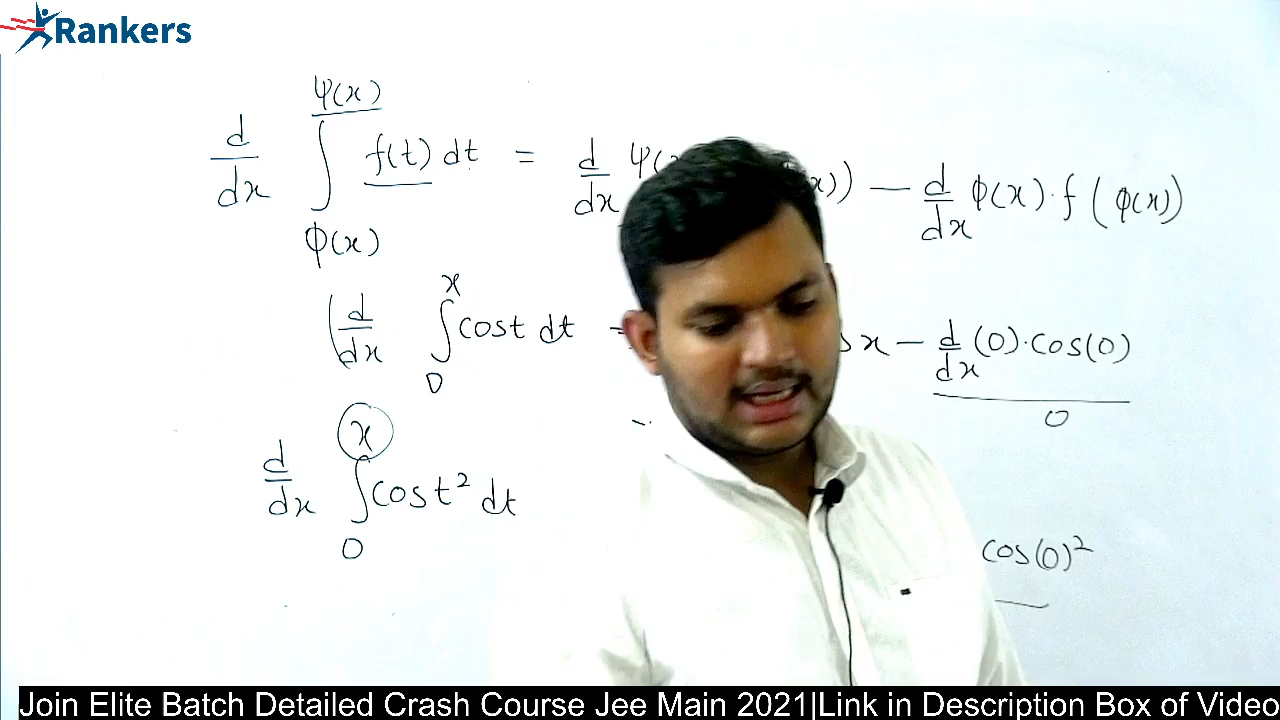 Rankers
d/dx ∫_{ϕ(x)}^{ψ(x)} f(t) dt = d/dx ψ( x)) — d/dx ϕ(x)·f(ϕ(x))
(d/dx ∫_0^x cost dt x − d/dx (0)·cos(0)
0
d/dx ∫_0^x cost² dt
cos(0)²
Join Elite Batch Detailed Crash Course Jee Main 2021|Link in Description Box of Video